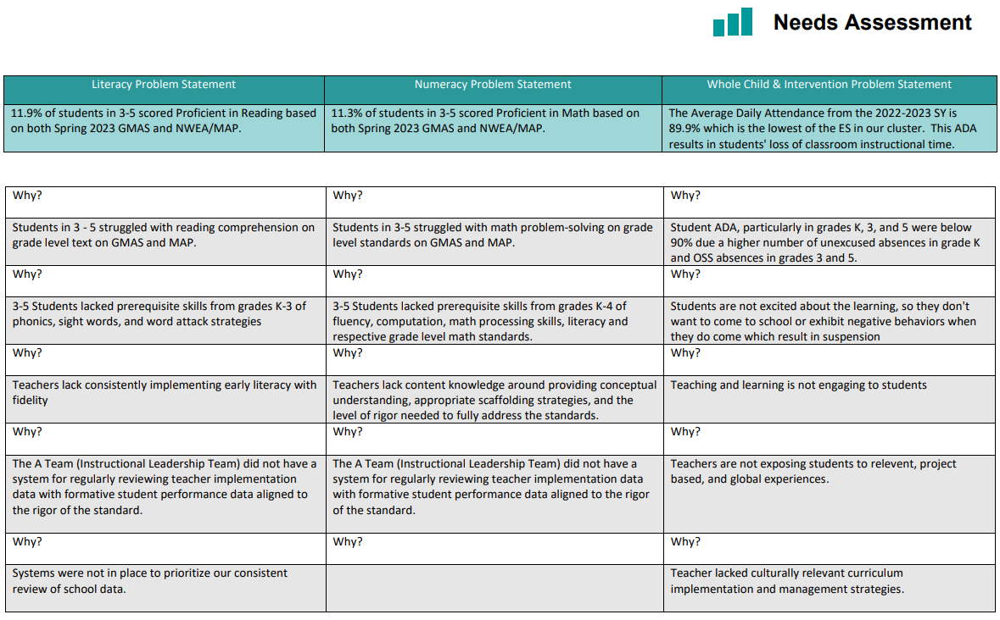 Needs Assessment
Literacy Problem Statement
Numeracy Problem Statement
Whole Child & Intervention Problem Statement
11.9% of students in 3-5 scored Proficient in Reading based
on both Spring 2023 GMAS and NWEA/MAP.
11.3% of students in 3-5 scored Proficient in Math based on
both Spring 2023 GMAS and NWEA/MAP.
The Average Daily Attendance from the 2022-2023 SY is
89.9% which is the lowest of the ES in our cluster. This ADA
results in students' loss of classroom instructional time.
Why?
Why?
Why?
Students in 3 - 5 struggled with reading comprehension on
grade level text on GMAS and MAP.
Students in 3-5 struggled with math problem-solving on grade
level standards on GMAS and MAP.
Student ADA, particularly in grades K, 3, and 5 were below
90% due a higher number of unexcused absences in grade K
and OSS absences in grades 3 and 5.
Why?
Why?
Why?
3-5 Students lacked prerequisite skills from grades K-3 of
phonics, sight words, and word attack strategies
3-5 Students lacked prerequisite skills from grades K-4 of
fluency, computation, math processing skills, literacy and
respective grade level math standards.
Students are not excited about the learning, so they don't
want to come to school or exhibit negative behaviors when
they do come which result in suspension
Why?
Why?
Why?
Teachers lack consistently implementing early literacy with
fidelity
Teachers lack content knowledge around providing conceptual
understanding, appropriate scaffolding strategies, and the
level of rigor needed to fully address the standards.
Teaching and learning is not engaging to students
Why?
Why?
Why?
The A Team (Instructional Leadership Team) did not have a
system for regularly reviewing teacher implementation
data with formative student performance data aligned to
the rigor of the standard.
The A Team (Instructional Leadership Team) did not have a
system for regularly reviewing teacher implementation data
with formative student performance data aligned to the rigor
of the standard.
Teachers are not exposing students to relevent, project
based, and global experiences.
Why?
Why?
Why?
Systems were not in place to prioritize our consistent
review of school data.
Teacher lacked culturally relevant curriculum
implementation and management strategies.